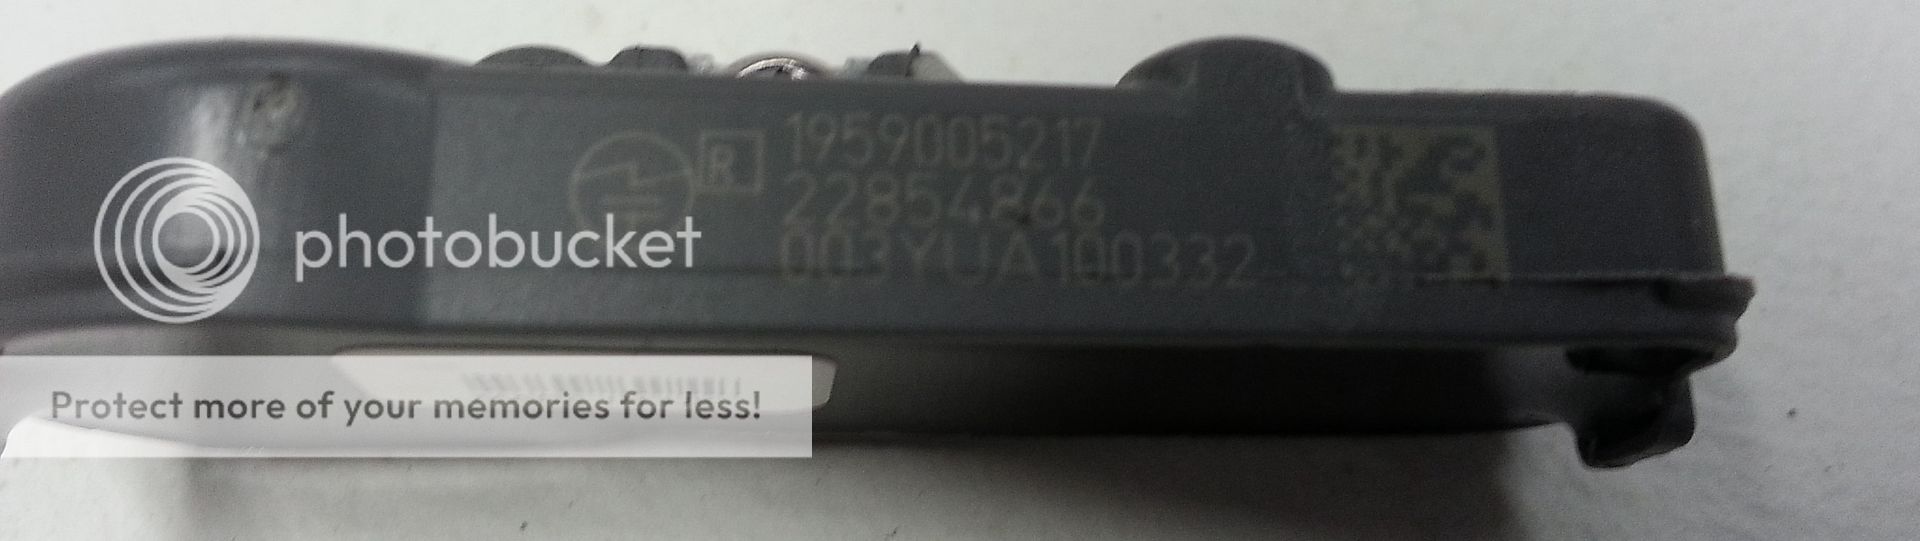 R
1959005217
22854866
003YUA100332
photobucket
Protect more of your memories for less!